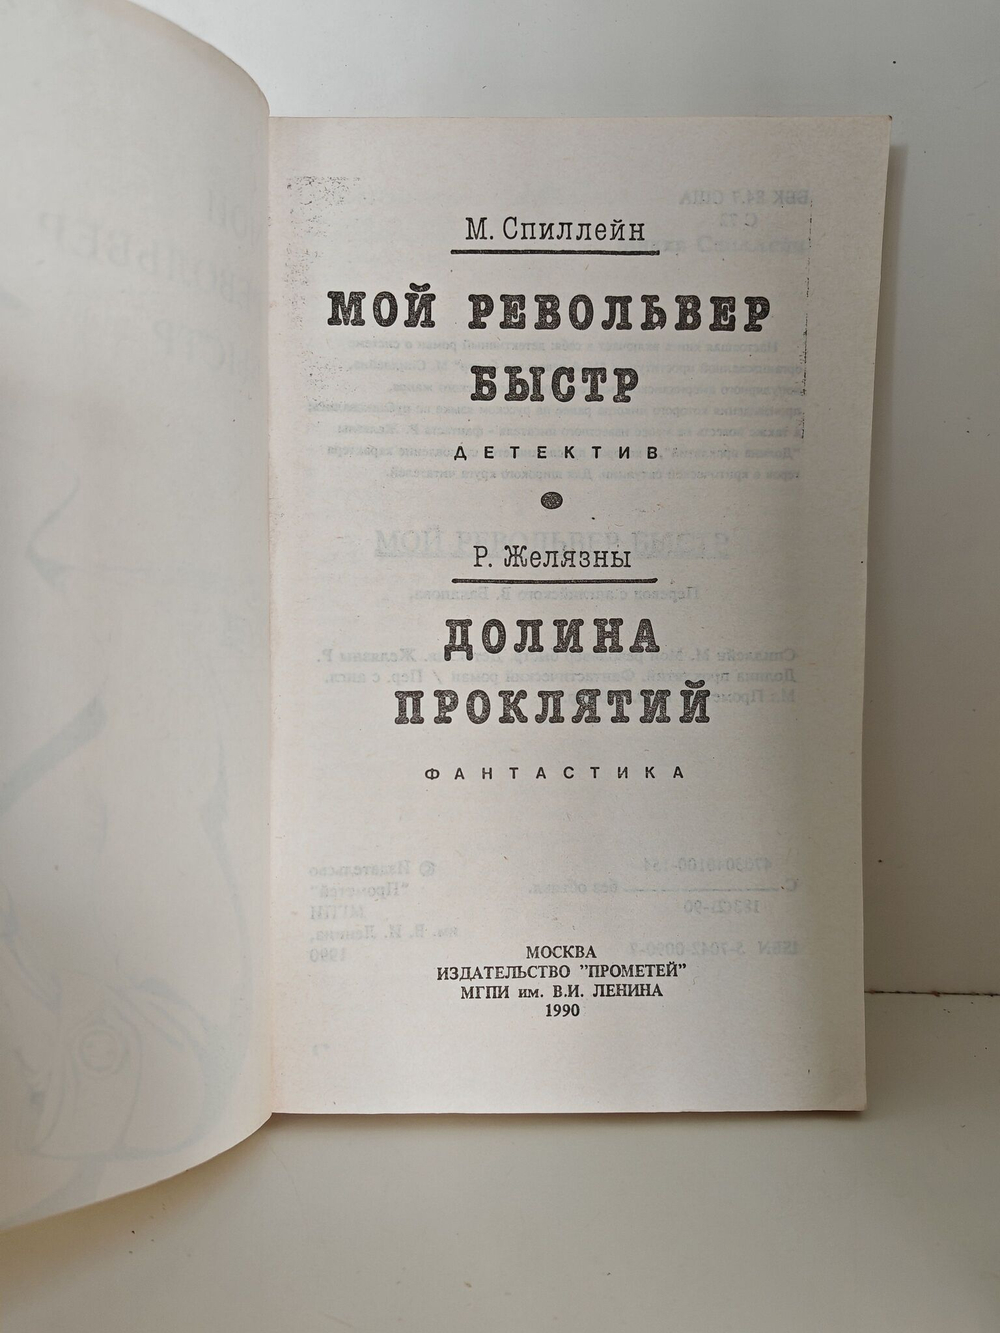 М. Спиллейн
МОЙ РЕВОЛЬВЕР
БЫСТР
ДЕТЕКТИВ
Р. Желязны
ДОЛИНА
ПРОКЛЯТИЙ
ФАНТАСТИКА
МОСКВА
ИЗДАТЕЛЬСТВО "ПРОМЕТЕЙ"
МГПИ им. В.И. ЛЕНИНА
1990